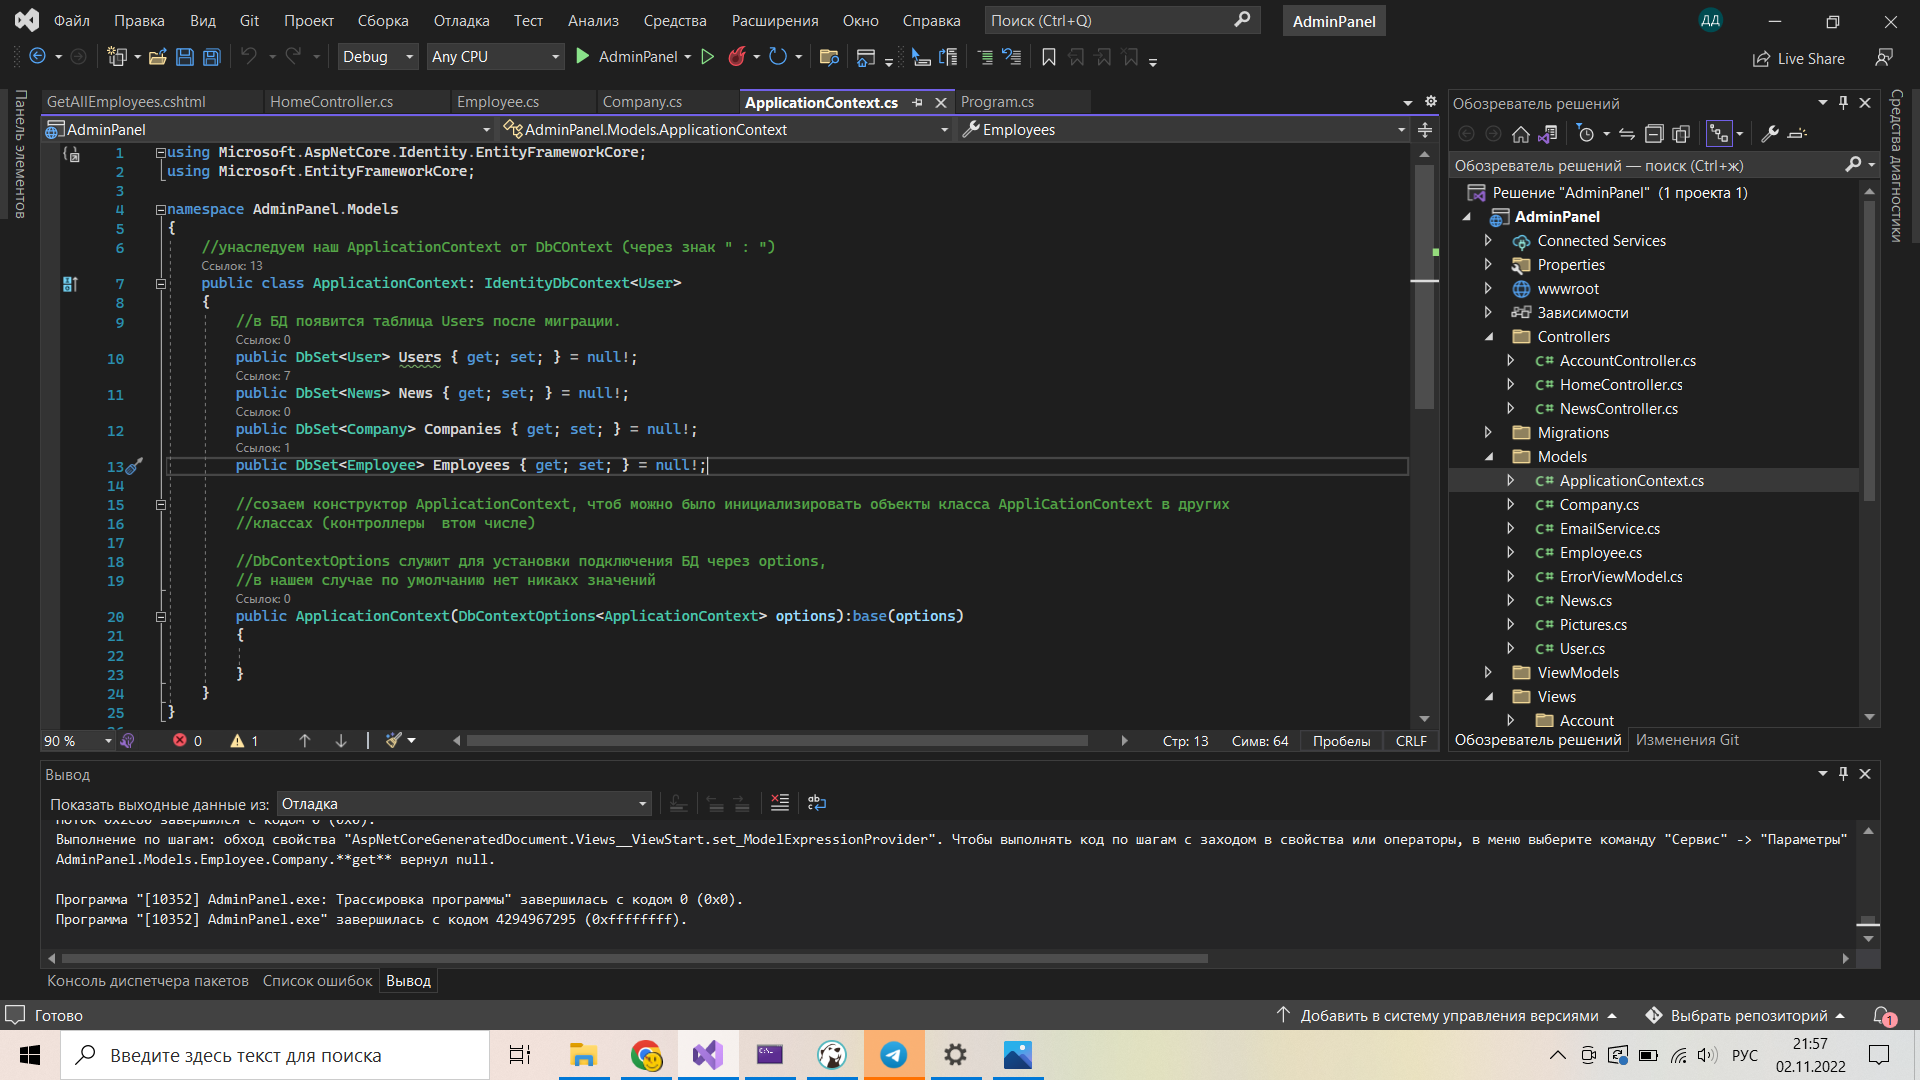 Файл Правка Вид Git Проект Сборка Отладка Тест Анализ Средства Расширения Окно Справка Поиск (Ctrl+Q) AdminPanel ДД
Debug Any CPU AdminPanel Live Share
Панель элементов
GetAllEmployees.cshtml HomeController.cs Employee.cs Company.cs ApplicationContext.cs Program.cs
AdminPanel AdminPanel.Models.ApplicationContext Employees
1 using Microsoft.AspNetCore.Identity.EntityFrameworkCore;
2 using Microsoft.EntityFrameworkCore;
3
4 namespace AdminPanel.Models
5 {
6 //унаследуем наш ApplicationContext от DbCOntext (через знак " : ")
Ссылок: 13
7 public class ApplicationContext: IdentityDbContext<User>
8 {
9 //в БД появится таблица Users после миграции.
Ссылок: 0
10 public DbSet<User> Users { get; set; } = null!;
Ссылок: 7
11 public DbSet<News> News { get; set; } = null!;
Ссылок: 0
12 public DbSet<Company> Companies { get; set; } = null!;
Ссылок: 1
13 public DbSet<Employee> Employees { get; set; } = null!;
14
15 //созаем конструктор ApplicationContext, чтоб можно было инициализировать объекты класса AppliCationContext в других
16 //классах (контроллеры  втом числе)
17
18 //DbContextOptions служит для установки подключения БД через options,
19 //в нашем случае по умолчанию нет никакх значений
Ссылок: 0
20 public ApplicationContext(DbContextOptions<ApplicationContext> options):base(options)
21 {
22
23 }
24 }
25 }
90 % 0 1 Стр: 13 Симв: 64 Пробелы CRLF
Обозреватель решений
Обозреватель решений — поиск (Ctrl+ж)
Решение "AdminPanel" (1 проекта 1)
AdminPanel
Connected Services
Properties
wwwroot
Зависимости
Controllers
C# AccountController.cs
C# HomeController.cs
C# NewsController.cs
Migrations
Models
C# ApplicationContext.cs
C# Company.cs
C# EmailService.cs
C# Employee.cs
C# ErrorViewModel.cs
C# News.cs
C# Pictures.cs
C# User.cs
ViewModels
Views
Account
Обозреватель решений Изменения Git
Средства диагностики
Вывод
Показать выходные данные из: Отладка
Поток 0x2c80 завершился с кодом 0 (0x0).
Выполнение по шагам: обход свойства "AspNetCoreGeneratedDocument.Views__ViewStart.set_ModelExpressionProvider". Чтобы выполнять код по шагам с заходом в свойства или операторы, в меню выберите команду "Сервис" -> "Параметры"
AdminPanel.Models.Employee.Company.**get** вернул null.
Программа "[10352] AdminPanel.exe: Трассировка программы" завершилась с кодом 0 (0x0).
Программа "[10352] AdminPanel.exe" завершилась с кодом 4294967295 (0xffffffff).
Консоль диспетчера пакетов Список ошибок Вывод
Готово Добавить в систему управления версиями Выбрать репозиторий 1
Введите здесь текст для поиска РУС 21:57
02.11.2022